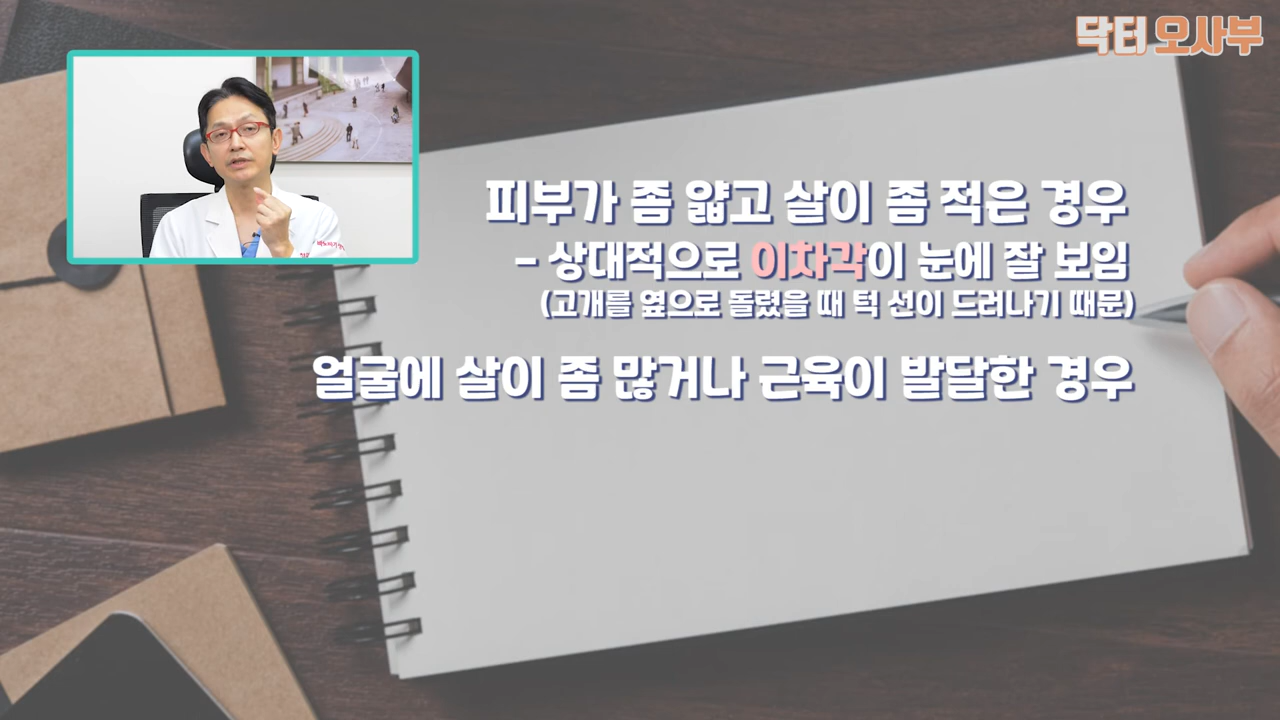 닥터 오사부
피부가 좀 얇고 살이 좀 적은 경우
- 상대적으로 이차각이 눈에 잘 보임
(고개를 옆으로 돌렸을 때 턱 선이 드러나기 때문)
얼굴에 살이 좀 많거나 근육이 발달한 경우